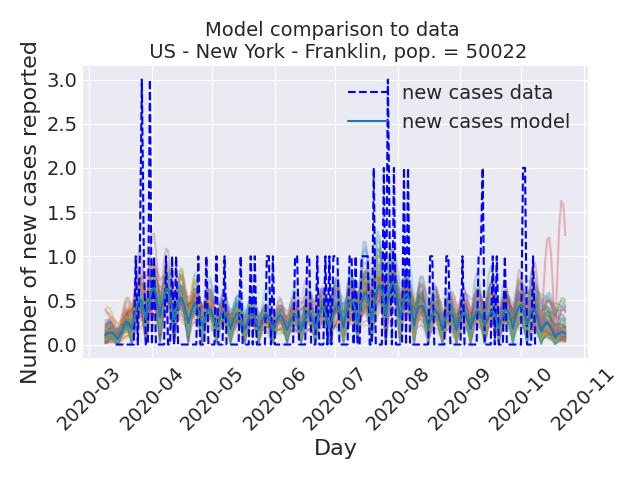 Model comparison to data
US - New York - Franklin, pop. = 50022
Number of new cases reported
3.0
2.5
2.0
1.5
1.0
0.5
0.0
new cases data
new cases model
2020-03
2020-04
2020-05
2020-06
2020-07
2020-08
2020-09
2020-10
2020-11
Day